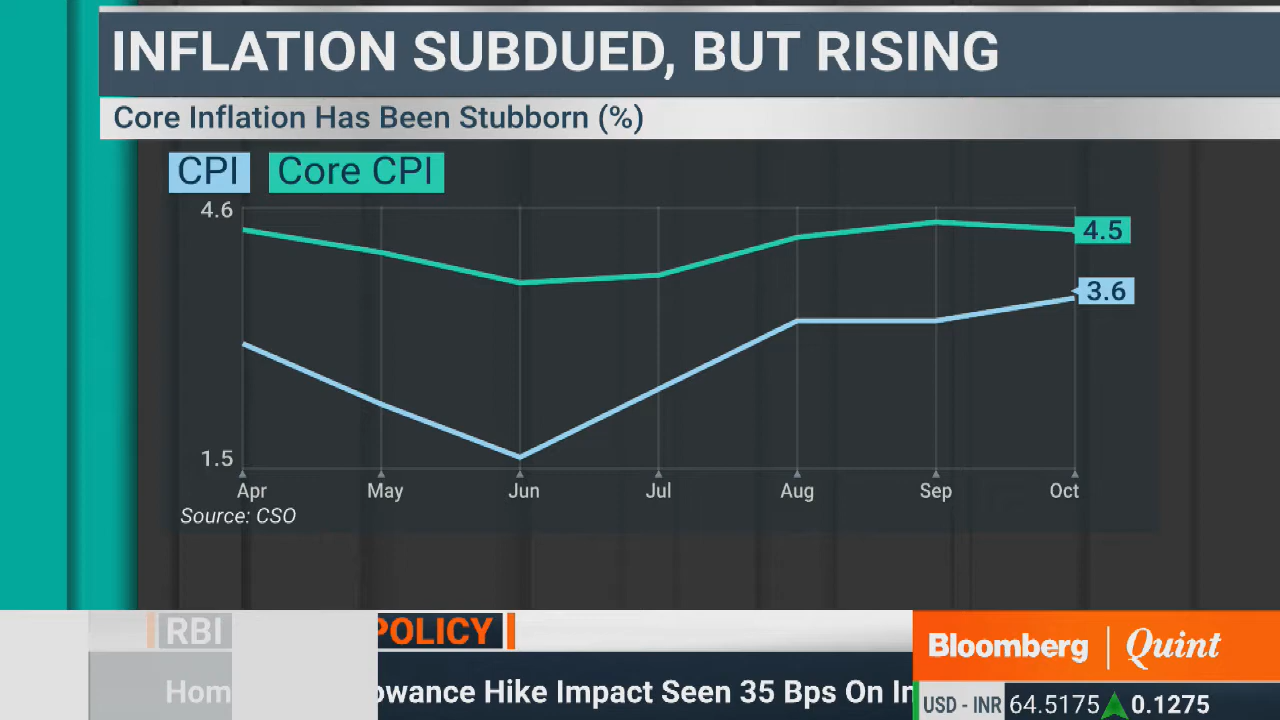 INFLATION SUBDUED, BUT RISING
Core Inflation Has Been Stubborn (%)
CPI Core CPI
4.6
4.5
3.6
1.5
Apr May Jun Jul Aug Sep Oct
Source: CSO
RBI POLICY
Bloomberg | Quint
Hom owance Hike Impact Seen 35 Bps On In
USD - INR 64.5175 0.1275